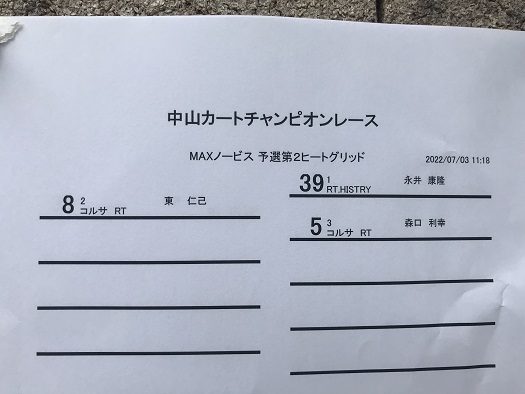 中山カートチャンピオンレース
MAXノービス 予選第2ヒートグリッド
2022/07/03 11:18
39 1 永井 康隆
RT.HISTRY
8 2 東 仁己
コルサ RT
5 3 森口 利幸
コルサ RT